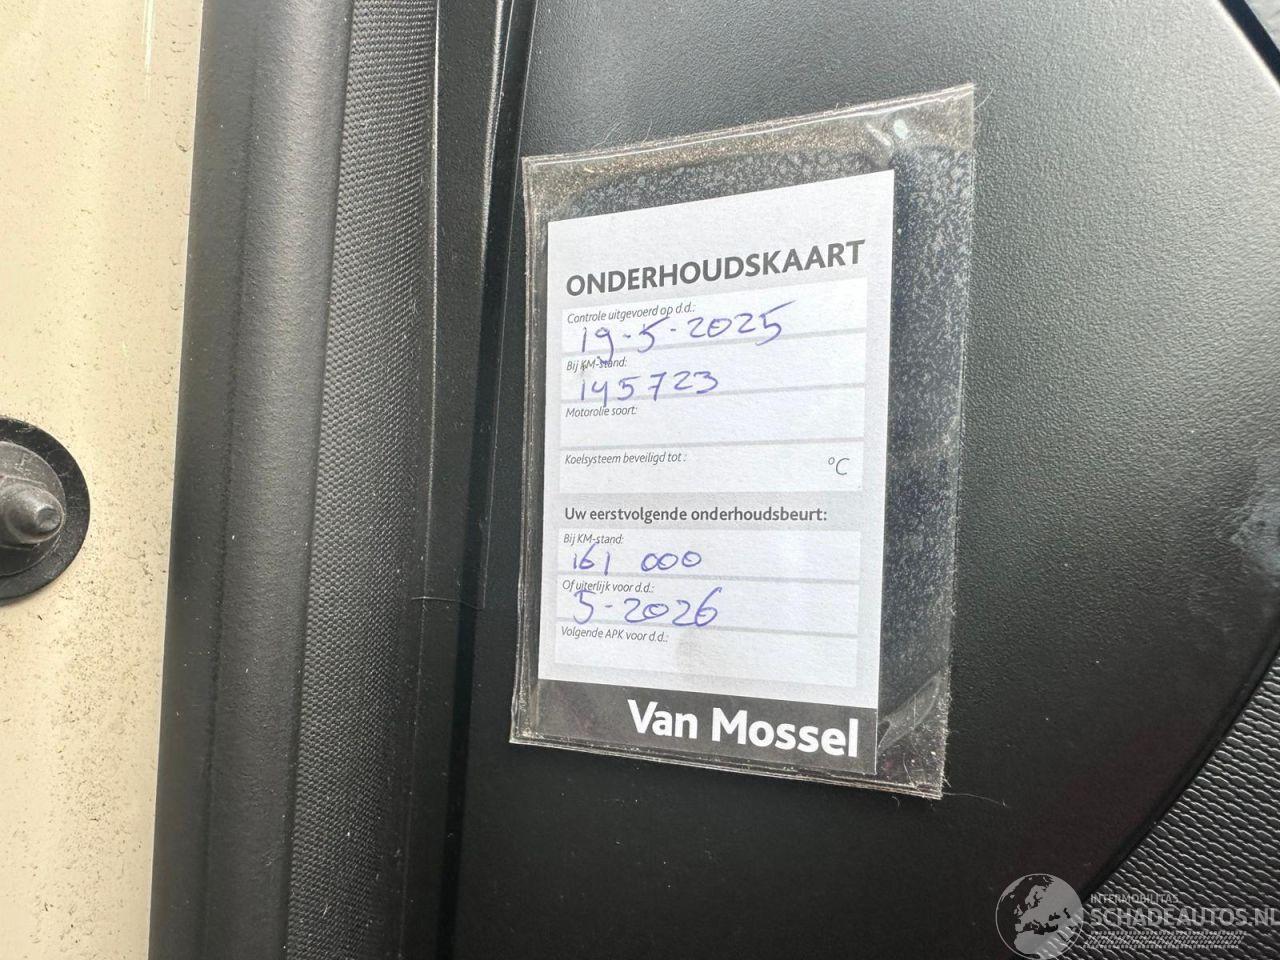 ONDERHOUDSKAART
Controle uitgevoerd op d.d.:
19-5-2025
Bij KM-stand:
145723
Motorolie soort:
Koelsysteem beveiligd tot: °C
Uw eerstvolgende onderhoudsbeurt:
Bij KM-stand:
161 000
Of uiterlijk voor d.d.:
5-2026
Volgende APK voor d.d.:
Van Mossel
INTERMOBILITAS
SCHADEAUTOS.NL